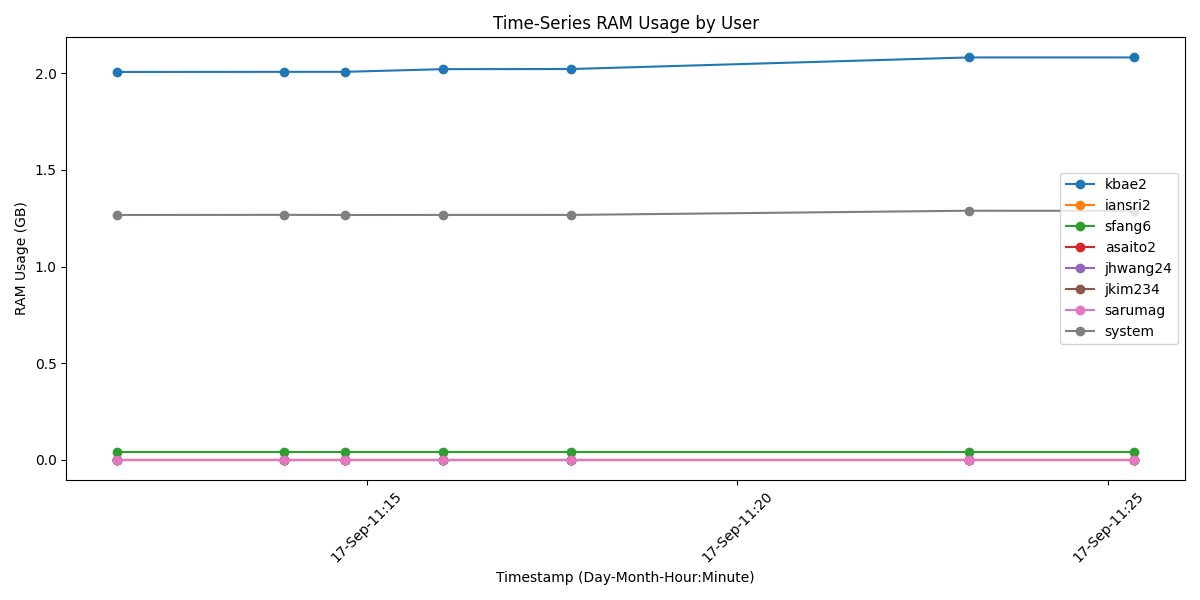 Time-Series RAM Usage by User
2.0
1.5
1.0
0.5
0.0
RAM Usage (GB)
kbae2
iansri2
sfang6
asaito2
jhwang24
jkim234
sarumag
system
17-Sep-11:15
17-Sep-11:20
17-Sep-11:25
Timestamp (Day-Month-Hour:Minute)